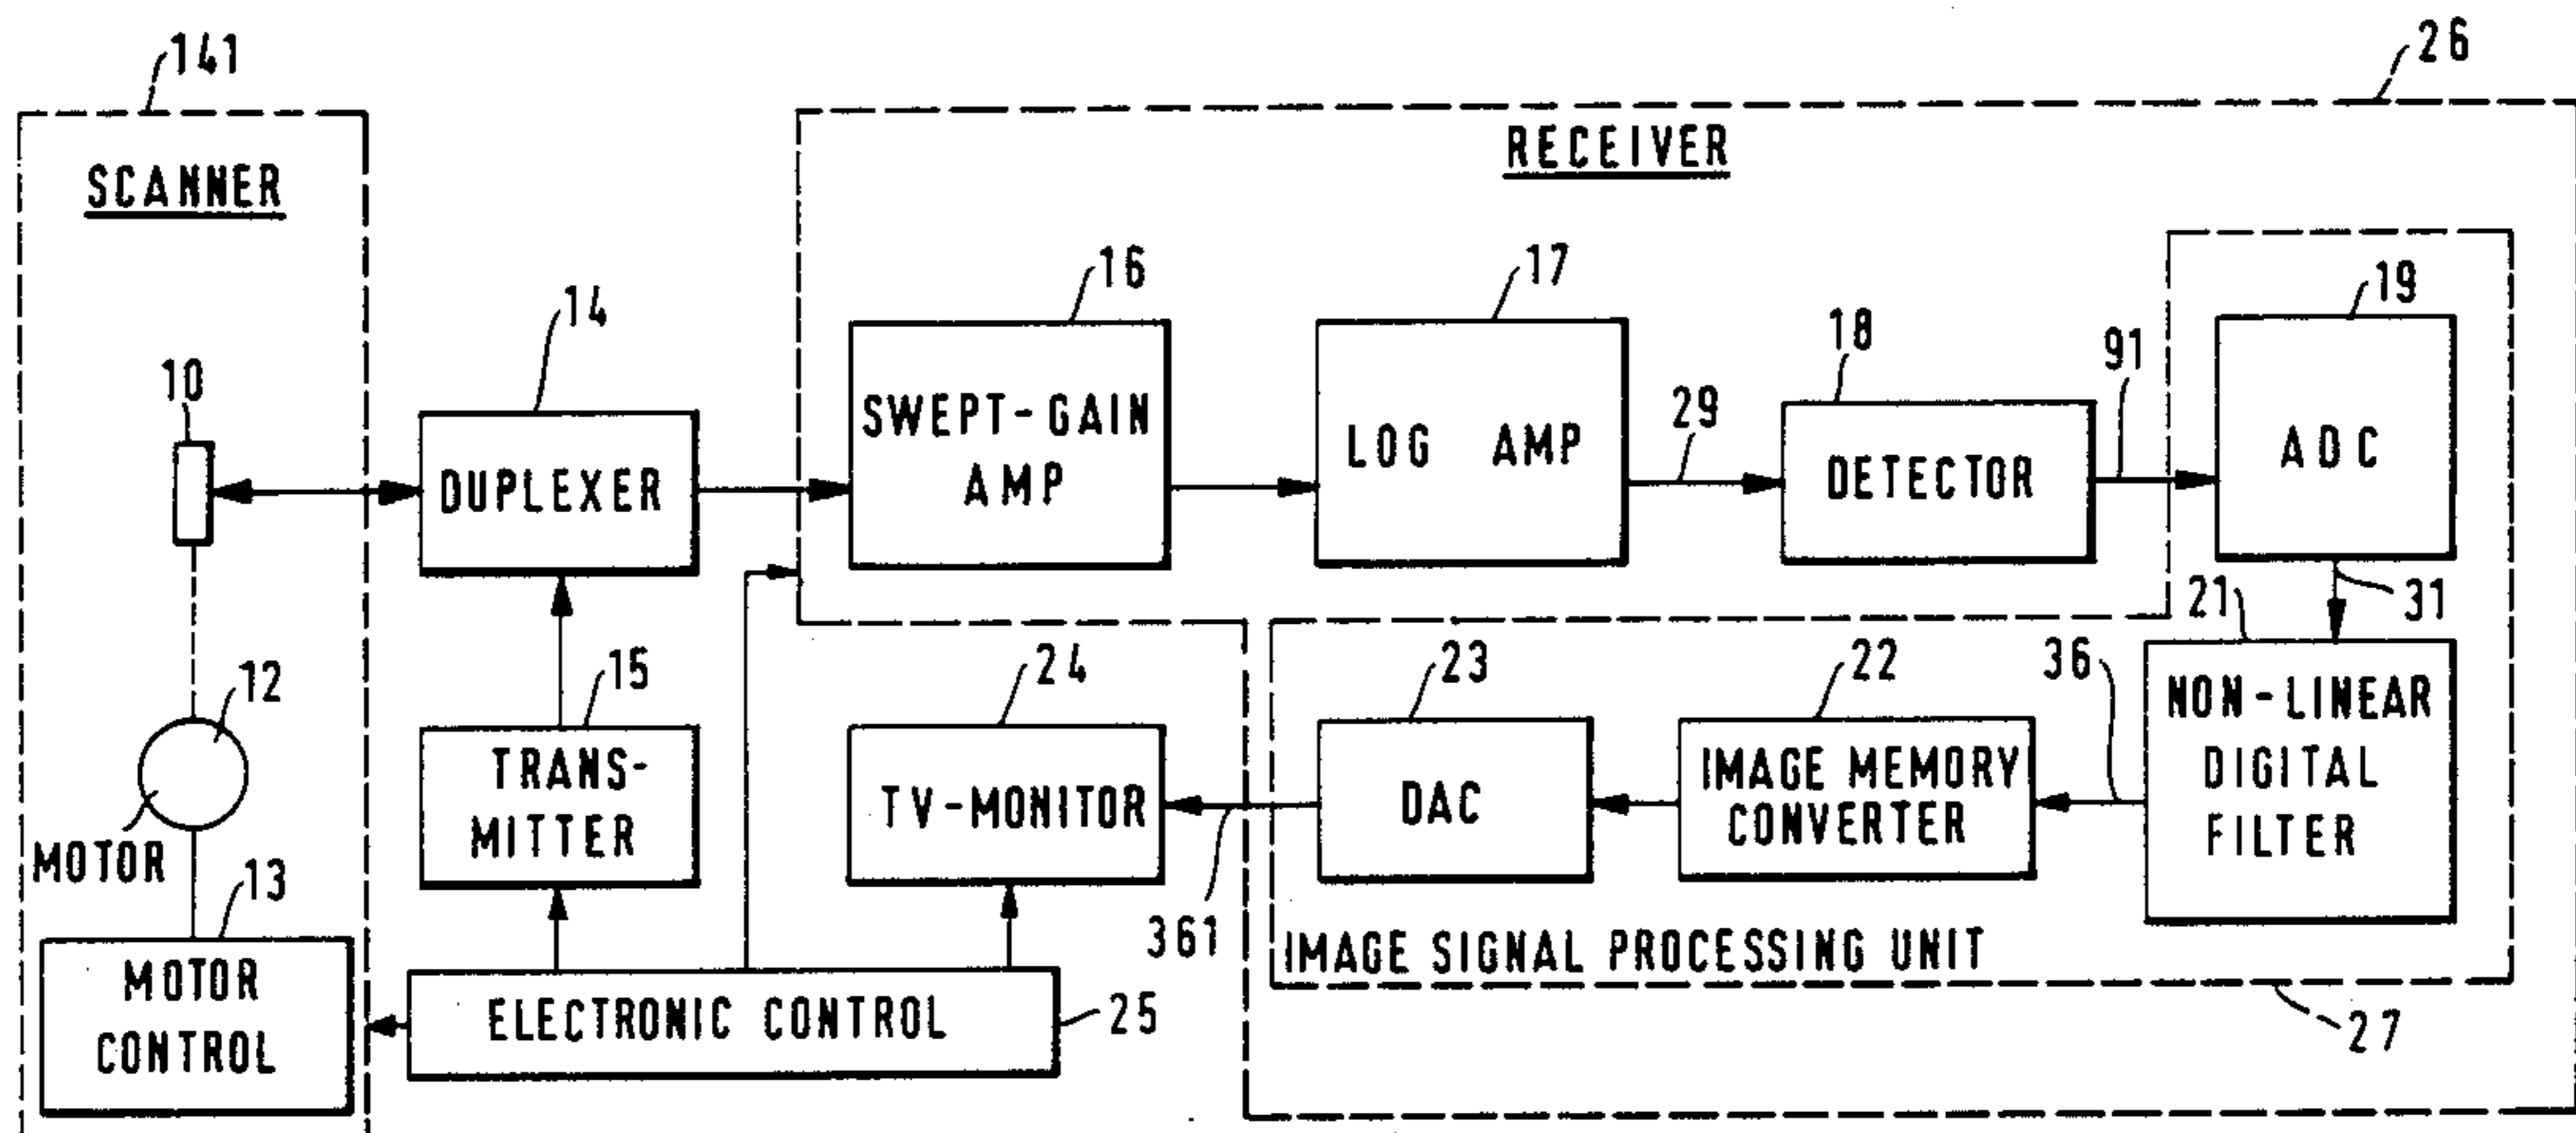 141
26
SCANNER
RECEIVER
16
17
19
14
18
91
10
29
SWEPT-GAIN
AMP
LOG AMP
DETECTOR
ADC
DUPLEXER
21
31
12
15
24
23
22
36
NON-LINEAR
DIGITAL
FILTER
TRANS-
MITTER
TV-MONITOR
DAC
IMAGE MEMORY
CONVERTER
MOTOR
13
361
IMAGE SIGNAL PROCESSING UNIT
MOTOR
CONTROL
ELECTRONIC CONTROL
25
27